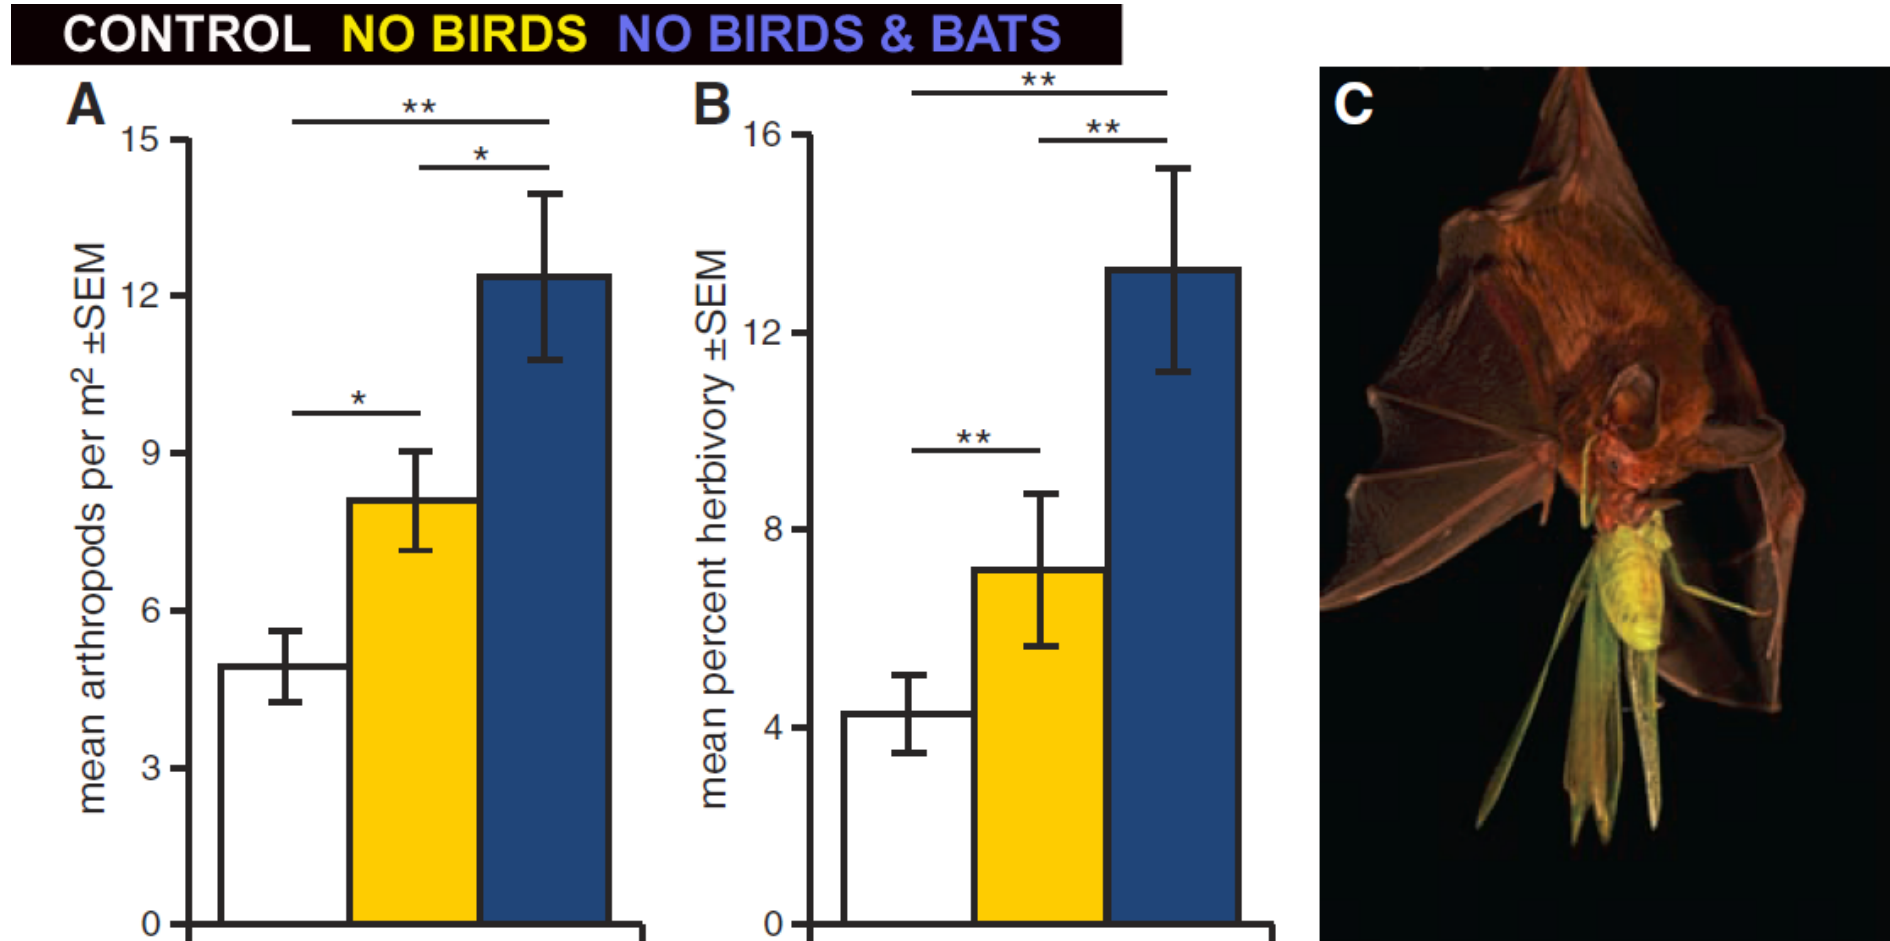 CONTROL NO BIRDS NO BIRDS & BATS
A
**
*
*
15
12
9
6
3
0
mean arthropods per m² ±SEM
B
**
**
**
16
12
8
4
0
mean percent herbivory ±SEM
C